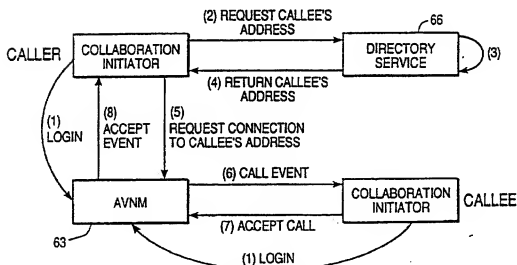 (2) REQUEST CALLEE'S
ADDRESS
66
CALLER
COLLABORATION
INITIATOR
DIRECTORY
SERVICE
(3)
(4) RETURN CALLEE'S
ADDRESS
(1)
LOGIN
(8)
ACCEPT
EVENT
(5)
REQUEST CONNECTION
TO CALLEE'S ADDRESS
(6) CALL EVENT
AVNM
COLLABORATION
INITIATOR
CALLEE
(7) ACCEPT CALL
63
(1) LOGIN